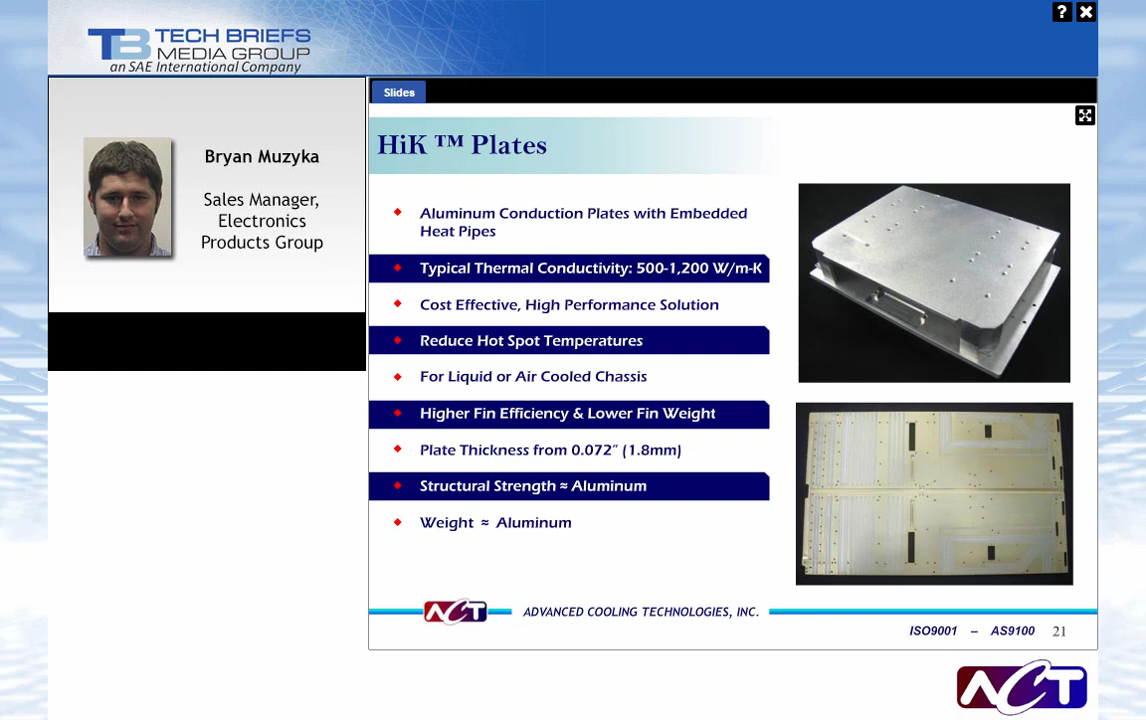 ?
TB TECH BRIEFS
MEDIA GROUP
an SAE International Company
Slides
Bryan Muzyka
Sales Manager,
Electronics
Products Group
HiK ™ Plates
Aluminum Conduction Plates with Embedded
Heat Pipes
Typical Thermal Conductivity: 500-1,200 W/m-K
Cost Effective, High Performance Solution
Reduce Hot Spot Temperatures
For Liquid or Air Cooled Chassis
Higher Fin Efficiency & Lower Fin Weight
Plate Thickness from 0.072" (1.8mm)
Structural Strength ≈ Aluminum
Weight ≈ Aluminum
ACT ADVANCED COOLING TECHNOLOGIES, INC.
ISO9001 – AS9100 21
ACT